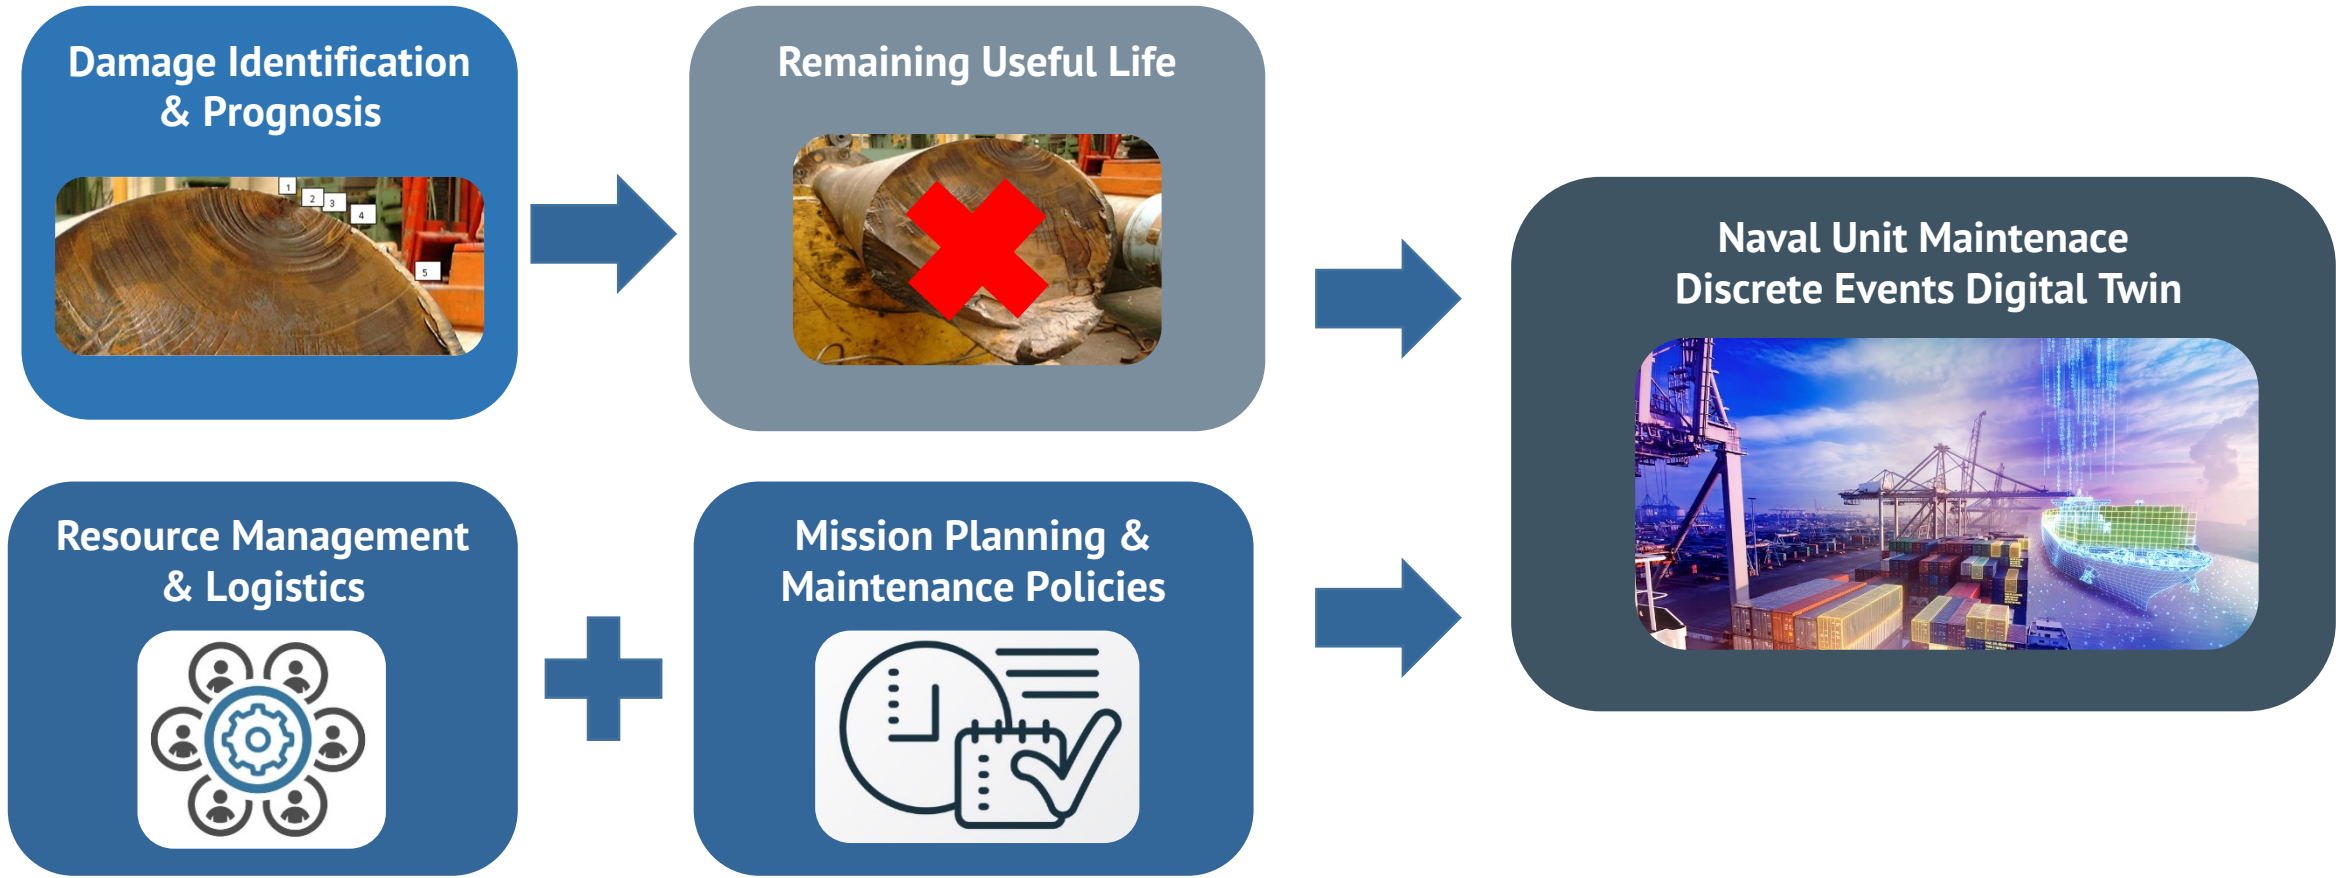 Damage Identification
& Prognosis
1
2
3
4
5
Remaining Useful Life
Naval Unit Maintenace
Discrete Events Digital Twin
Resource Management
& Logistics
Mission Planning &
Maintenance Policies